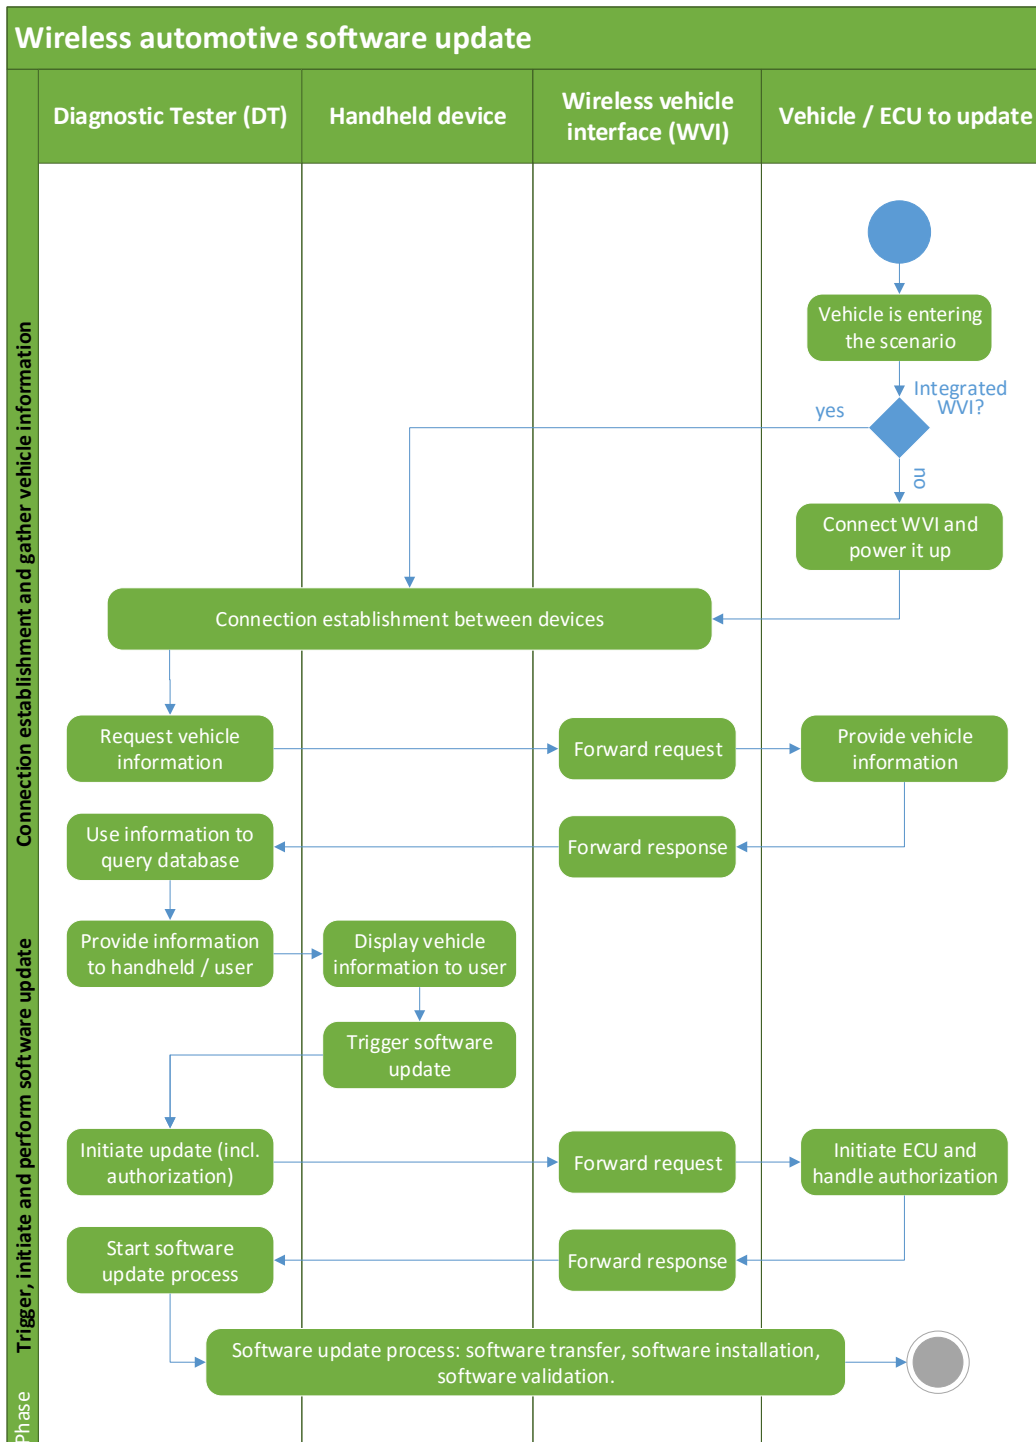 Wireless automotive software update
Diagnostic Tester (DT)
Handheld device
Wireless vehicle
interface (WVI)
Vehicle / ECU to update
Connection establishment and gather vehicle information
Vehicle is entering
the scenario
Integrated
WVI?
yes
no
Connect WVI and
power it up
Connection establishment between devices
Request vehicle
information
Forward request
Provide vehicle
information
Use information to
query database
Forward response
Trigger, initiate and perform software update
Provide information
to handheld / user
Display vehicle
information to user
Trigger software
update
Initiate update (incl.
authorization)
Forward request
Initiate ECU and
handle authorization
Start software
update process
Forward response
Software update process: software transfer, software installation,
software validation.
Phase